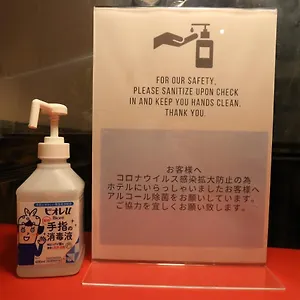 FOR OUR SAFETY,
PLEASE SANITIZE UPON CHECK
IN AND KEEP YOU HANDS CLEAN.
THANK YOU.
お客様へ
コロナウイルス感染拡大防止の為
ホテルにいらっしゃいましたお客様へ
アルコール除菌をお願いしています。
ご協力を宜しくお願い致します。
ビオレu
手指の
消毒液